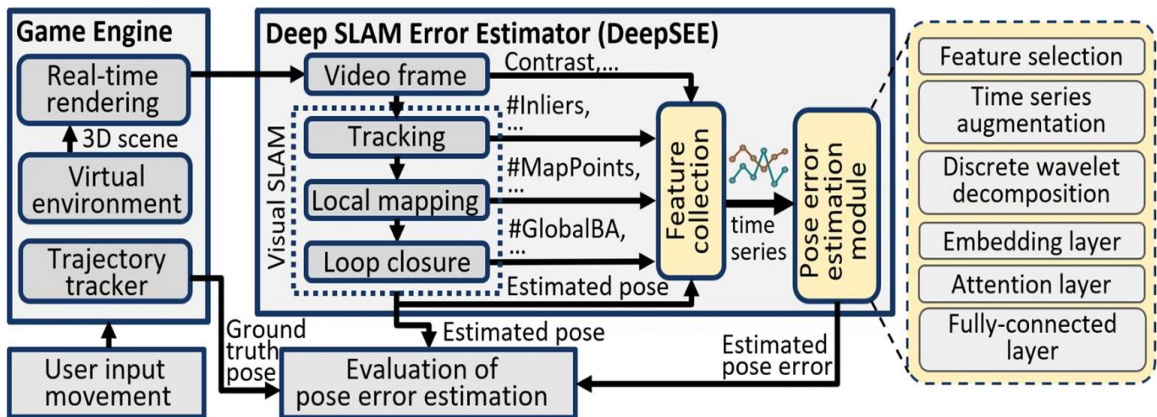 Game Engine
Real-time
rendering
3D scene
Virtual
environment
Trajectory
tracker
User input
movement
Deep SLAM Error Estimator (DeepSEE)
Visual SLAM
Video frame
Tracking
Local mapping
Loop closure
Contrast,...
#Inliers,
...
#MapPoints,
...
#GlobalBA,
...
Estimated pose
Feature
collection
time
series
Pose error
estimation
module
Ground
truth
pose
Estimated pose
Evaluation of
pose error estimation
Estimated
pose error
Feature selection
Time series
augmentation
Discrete wavelet
decomposition
Embedding layer
Attention layer
Fully-connected
layer